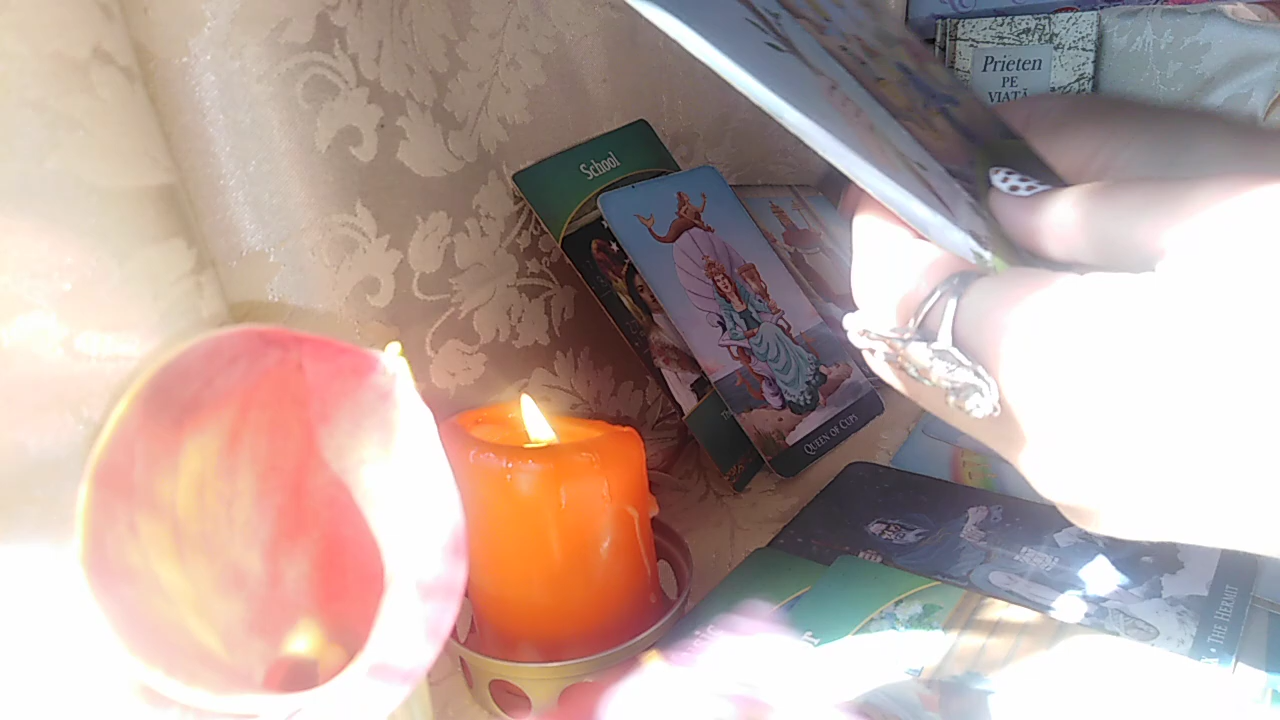 Prieten
PE
VIAȚĂ
School
QUEEN OF CUPS
THE HERMIT